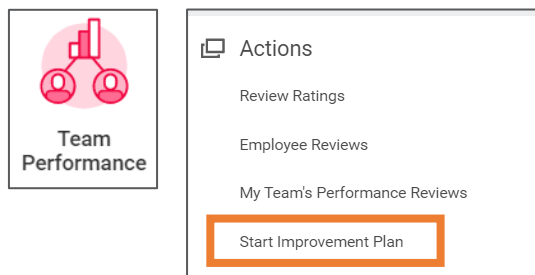 Team
Performance
Actions
Review Ratings
Employee Reviews
My Team's Performance Reviews
Start Improvement Plan